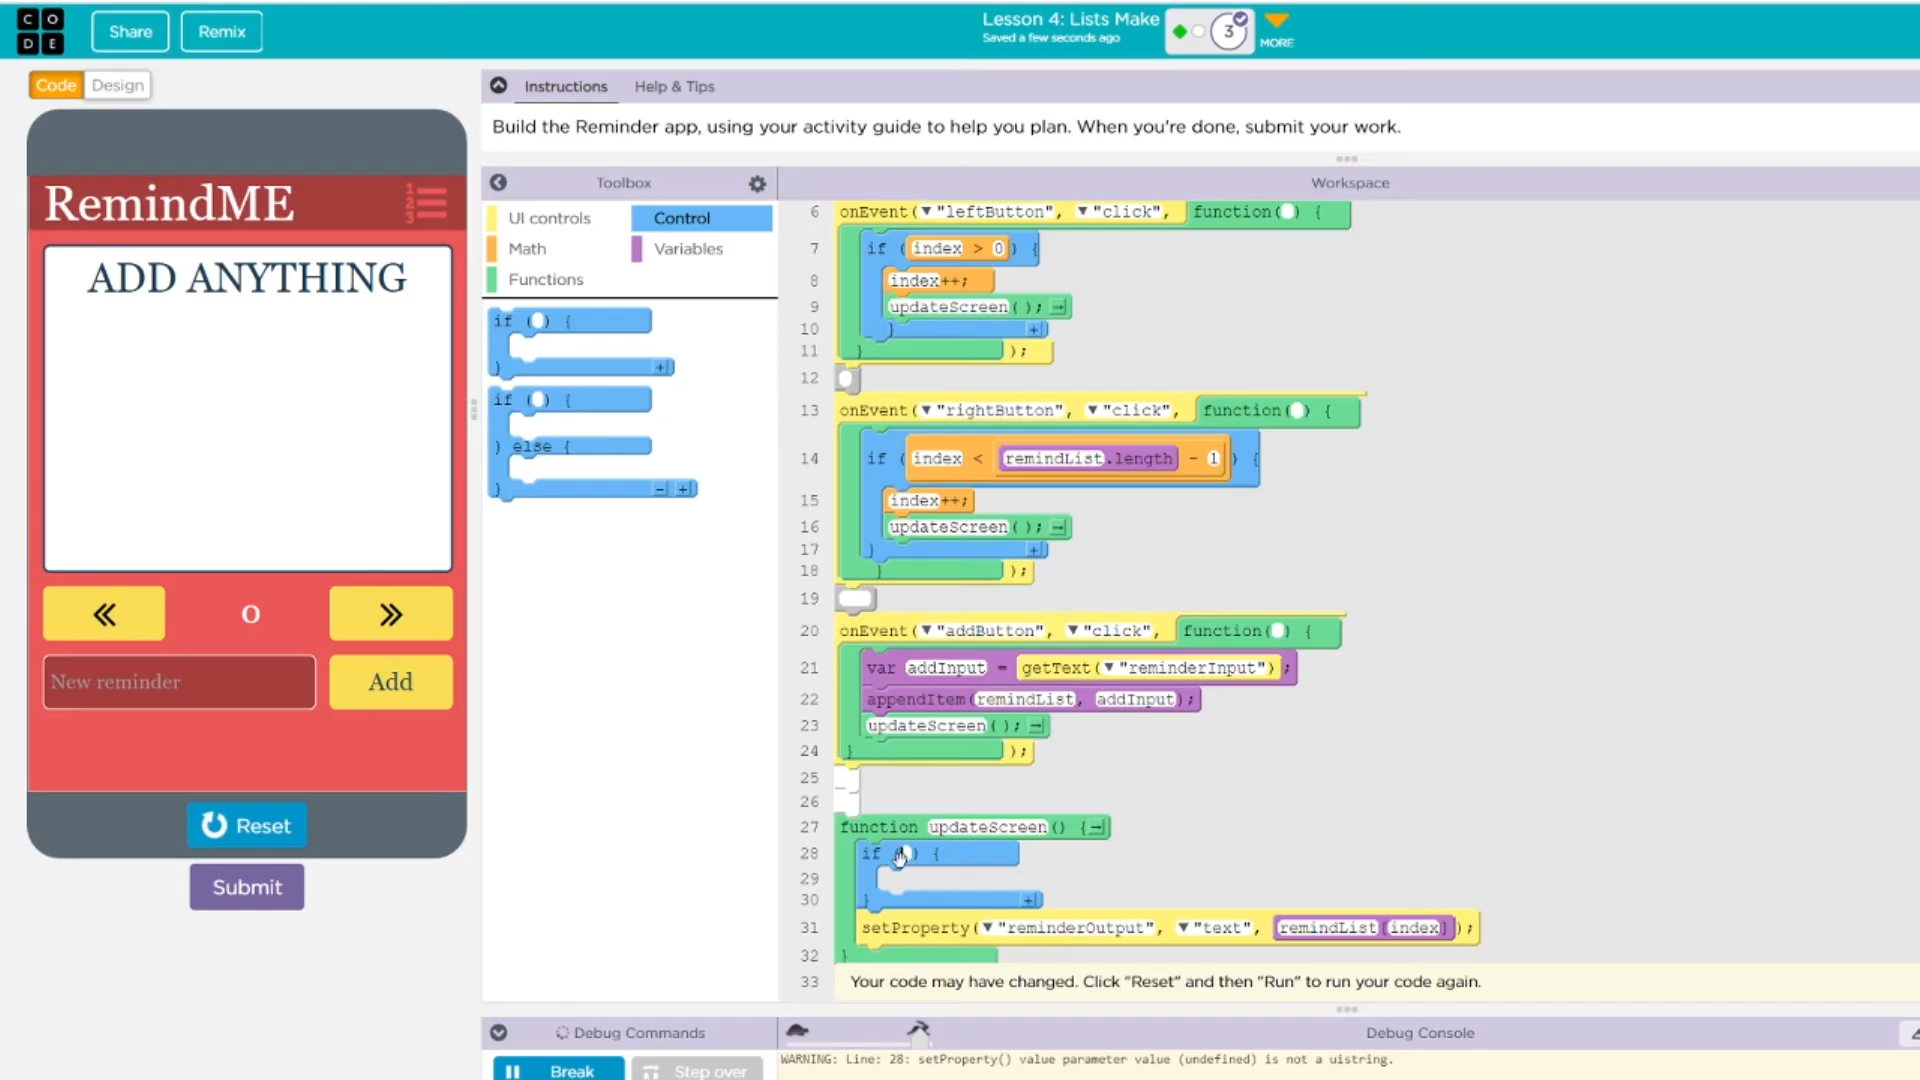 CODE
Share
Remix
Lesson 4: Lists Make
Saved a few seconds ago
3
MORE
Code
Design
Instructions
Help & Tips
Build the Reminder app, using your activity guide to help you plan. When you're done, submit your work.
RemindME
1
2
3
ADD ANYTHING
0
New reminder
Add
Reset
Submit
Toolbox
UI controls
Control
Math
Variables
Functions
if ( ) {
}
if ( ) {
} else {
}
Workspace
6 onEvent( "leftButton", "click", function( ) {
7 if ( index > 0 ) {
8 index++;
9 updateScreen( );
10 }
11 } );
12
13 onEvent( "rightButton", "click", function( ) {
14 if ( index < remindList.length - 1 ) {
15 index++;
16 updateScreen( );
17 }
18 } );
19
20 onEvent( "addButton", "click", function( ) {
21 var addInput = getText( "reminderInput");
22 appendItem(remindList, addInput);
23 updateScreen( );
24 } );
25
26
27 function updateScreen() {
28 if ( ) {
29
30 }
31 setProperty( "reminderOutput", "text", remindList[index]);
32 }
33
Your code may have changed. Click "Reset" and then "Run" to run your code again.
Debug Commands
Debug Console
Break
Step over
WARNING: Line: 28: setProperty() value parameter value (undefined) is not a uistring.